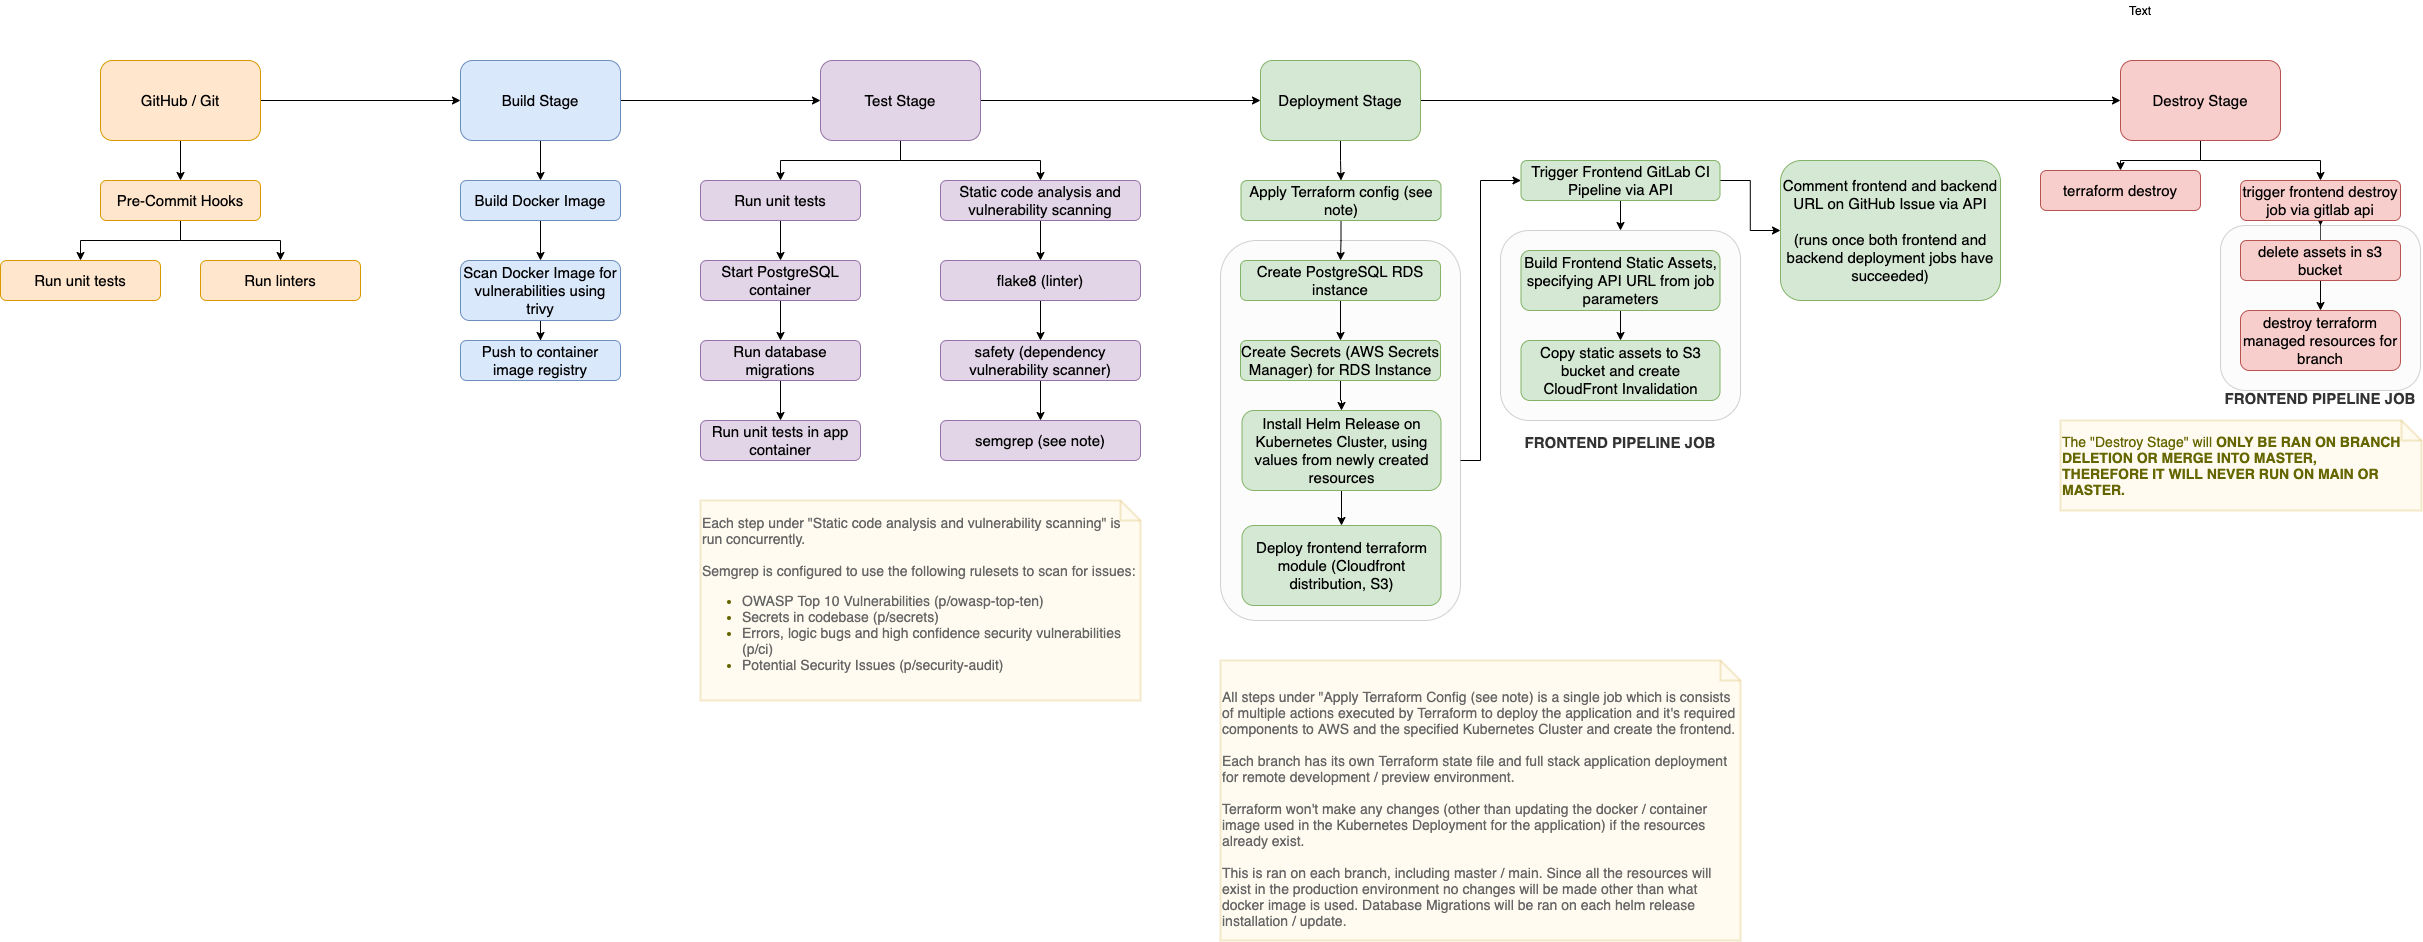 Text
GitHub / Git
Build Stage
Test Stage
Deployment Stage
Destroy Stage
Pre-Commit Hooks
Run unit tests
Run linters
Build Docker Image
Scan Docker Image for
vulnerabilities using
trivy
Push to container
image registry
Run unit tests
Start PostgreSQL
container
Run database
migrations
Run unit tests in app
container
Static code analysis and
vulnerability scanning
flake8 (linter)
safety (dependency
vulnerability scanner)
semgrep (see note)
Each step under "Static code analysis and vulnerability scanning" is
run concurrently.
Semgrep is configured to use the following rulesets to scan for issues:
• OWASP Top 10 Vulnerabilities (p/owasp-top-ten)
• Secrets in codebase (p/secrets)
• Errors, logic bugs and high confidence security vulnerabilities
(p/ci)
• Potential Security Issues (p/security-audit)
Apply Terraform config (see
note)
Create PostgreSQL RDS
instance
Create Secrets (AWS Secrets
Manager) for RDS Instance
Install Helm Release on
Kubernetes Cluster, using
values from newly created
resources
Deploy frontend terraform
module (Cloudfront
distribution, S3)
Trigger Frontend GitLab CI
Pipeline via API
Build Frontend Static Assets,
specifying API URL from job
parameters
Copy static assets to S3
bucket and create
CloudFront Invalidation
FRONTEND PIPELINE JOB
Comment frontend and backend
URL on GitHub Issue via API
(runs once both frontend and
backend deployment jobs have
succeeded)
All steps under "Apply Terraform Config (see note) is a single job which is consists
of multiple actions executed by Terraform to deploy the application and it's required
components to AWS and the specified Kubernetes Cluster and create the frontend.
Each branch has its own Terraform state file and full stack application deployment
for remote development / preview environment.
Terraform won't make any changes (other than updating the docker / container
image used in the Kubernetes Deployment for the application) if the resources
already exist.
This is ran on each branch, including master / main. Since all the resources will
exist in the production environment no changes will be made other than what
docker image is used. Database Migrations will be ran on each helm release
installation / update.
terraform destroy
trigger frontend destroy
job via gitlab api
delete assets in s3
bucket
destroy terraform
managed resources for
branch
FRONTEND PIPELINE JOB
The "Destroy Stage" will ONLY BE RAN ON BRANCH
DELETION OR MERGE INTO MASTER,
THEREFORE IT WILL NEVER RUN ON MAIN OR
MASTER.